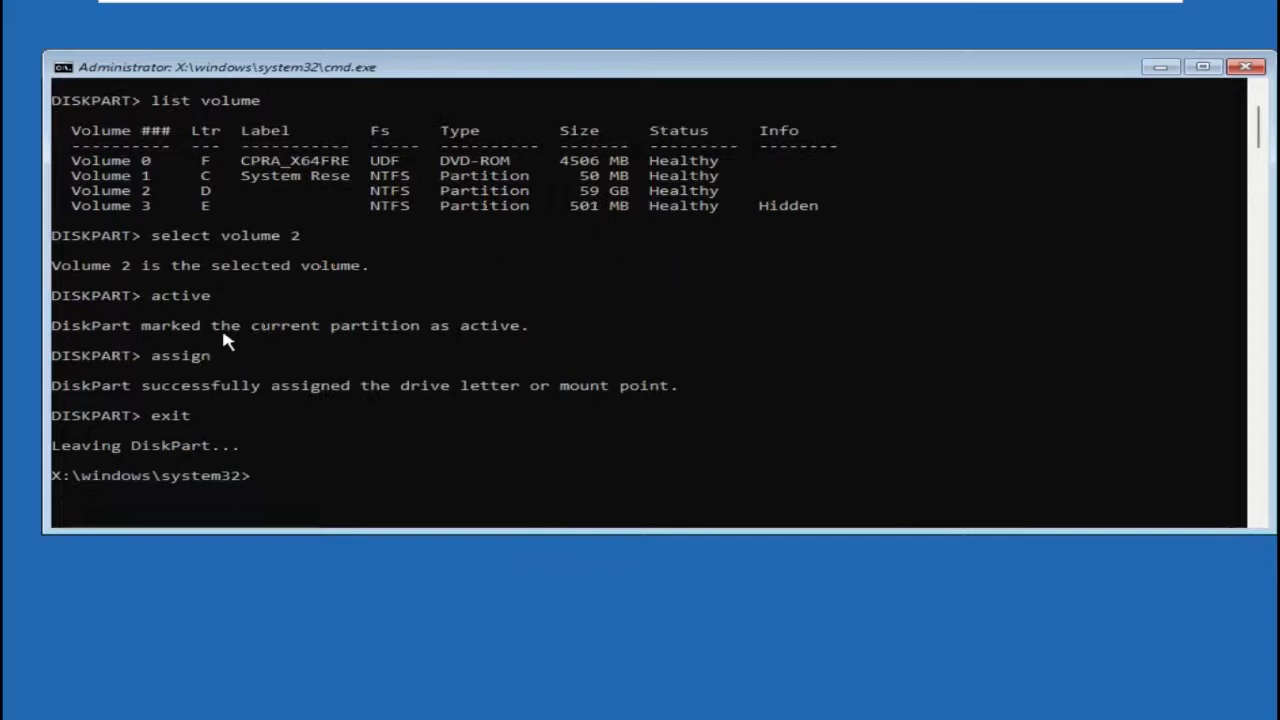 Administrator: X:\windows\system32\cmd.exe
DISKPART> list volume
Volume ### Ltr Label Fs Type Size Status Info
---------- --- ----------- ----- ---------- ------- --------- --------
Volume 0 F CPRA_X64FRE UDF DVD-ROM 4506 MB Healthy
Volume 1 C System Rese NTFS Partition 50 MB Healthy
Volume 2 D NTFS Partition 59 GB Healthy
Volume 3 E NTFS Partition 501 MB Healthy Hidden
DISKPART> select volume 2
Volume 2 is the selected volume.
DISKPART> active
DiskPart marked the current partition as active.
DISKPART> assign
DiskPart successfully assigned the drive letter or mount point.
DISKPART> exit
Leaving DiskPart...
X:\windows\system32>